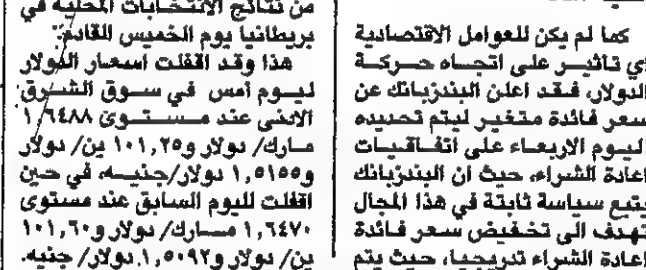 كما لم يكن للعوامل الاقتصادية
اي تاثير على اتجاه حركة
الدولار، فقد اعلن البندزبانك عن
سعر فائدة متغير ليتم تحديده
اليوم الاربعاء على اتفاقيات
اعادة الشراء، حيث ان البندزبانك
يتبع سياسة ثابتة في هذا المجال
تهدف الى تخفيض سعر فائدة
اعادة الشراء تدريجيا، حيث يتم
من نتائج الانتخابات المحلية في
بريطانيا يوم الخميس القادم.
هذا وقد اقفلت اسعار الدولار
ليوم أمس في سوق الشرق
الادنى عند مستوى ١,٦٤٨٨
مارك/ دولار و١٠١,٢٥ ين/ دولار
و١,٥١٥٥ دولار/جنيه، في حين
اقفلت لليوم السابق عند مستوى
١,٦٤٧٠ مارك/ دولار و١٠١,٦٠
ين/ دولار و١,٥٠٩٢ دولار/ جنيه.